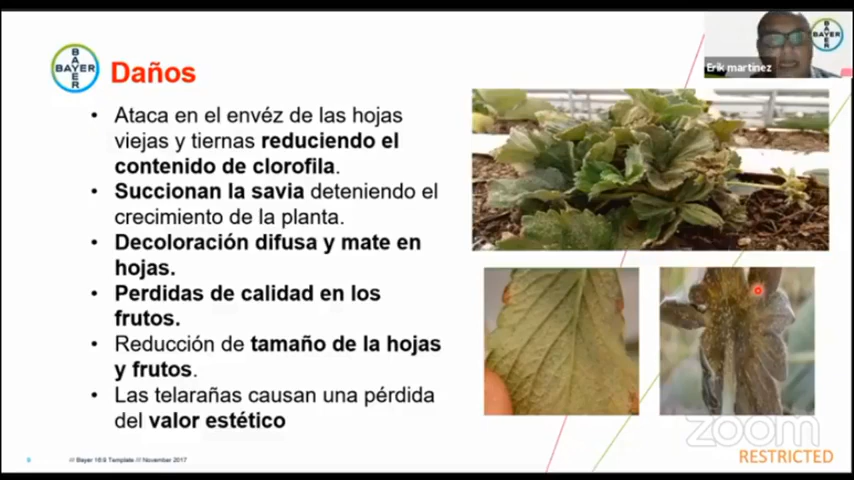 BAYER
BAYER
Daños
Erik martinez
BAYER
BAYER
• Ataca en el envéz de las hojas
viejas y tiernas reduciendo el
contenido de clorofila.
• Succionan la savia deteniendo el
crecimiento de la planta.
• Decoloración difusa y mate en
hojas.
• Perdidas de calidad en los
frutos.
• Reducción de tamaño de la hojas
y frutos.
• Las telarañas causan una pérdida
del valor estético
zoom
RESTRICTED
9 /// Bayer 16:9 Template /// November 2017